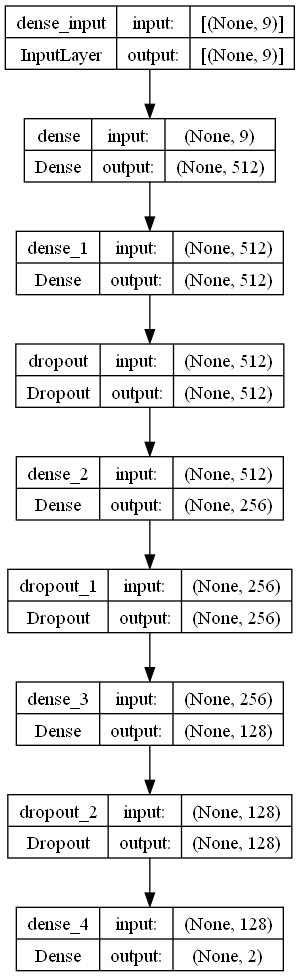 dense_input input: [(None, 9)]
InputLayer output: [(None, 9)]
dense input: (None, 9)
Dense output: (None, 512)
dense_1 input: (None, 512)
Dense output: (None, 512)
dropout input: (None, 512)
Dropout output: (None, 512)
dense_2 input: (None, 512)
Dense output: (None, 256)
dropout_1 input: (None, 256)
Dropout output: (None, 256)
dense_3 input: (None, 256)
Dense output: (None, 128)
dropout_2 input: (None, 128)
Dropout output: (None, 128)
dense_4 input: (None, 128)
Dense output: (None, 2)